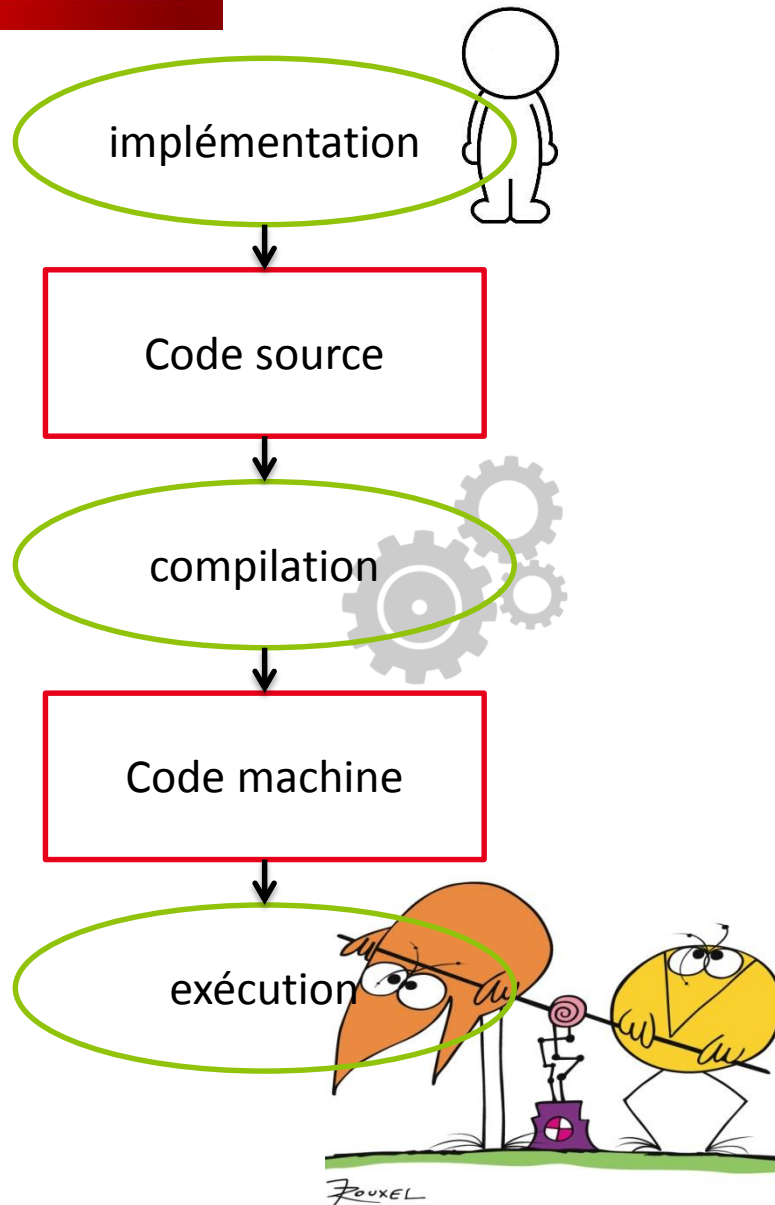 implémentation
Code source
compilation
Code machine
exécution
ROUXEL